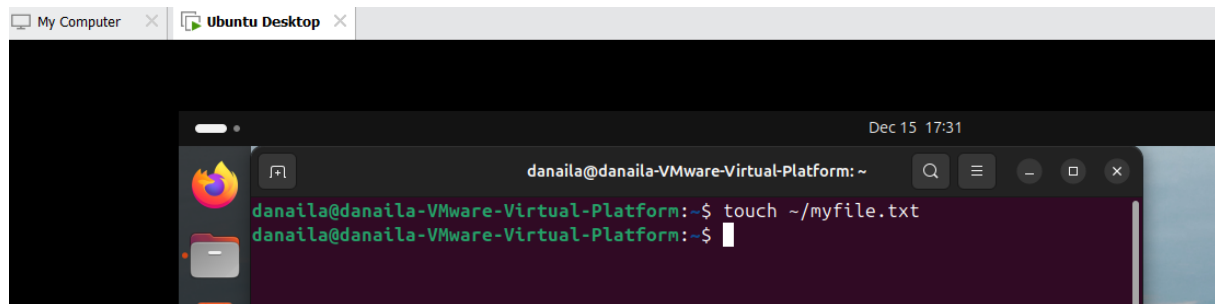 My Computer
Ubuntu Desktop
Dec 15 17:31
danaila@danaila-VMware-Virtual-Platform: ~
danaila@danaila-VMware-Virtual-Platform:~$ touch ~/myfile.txt
danaila@danaila-VMware-Virtual-Platform:~$